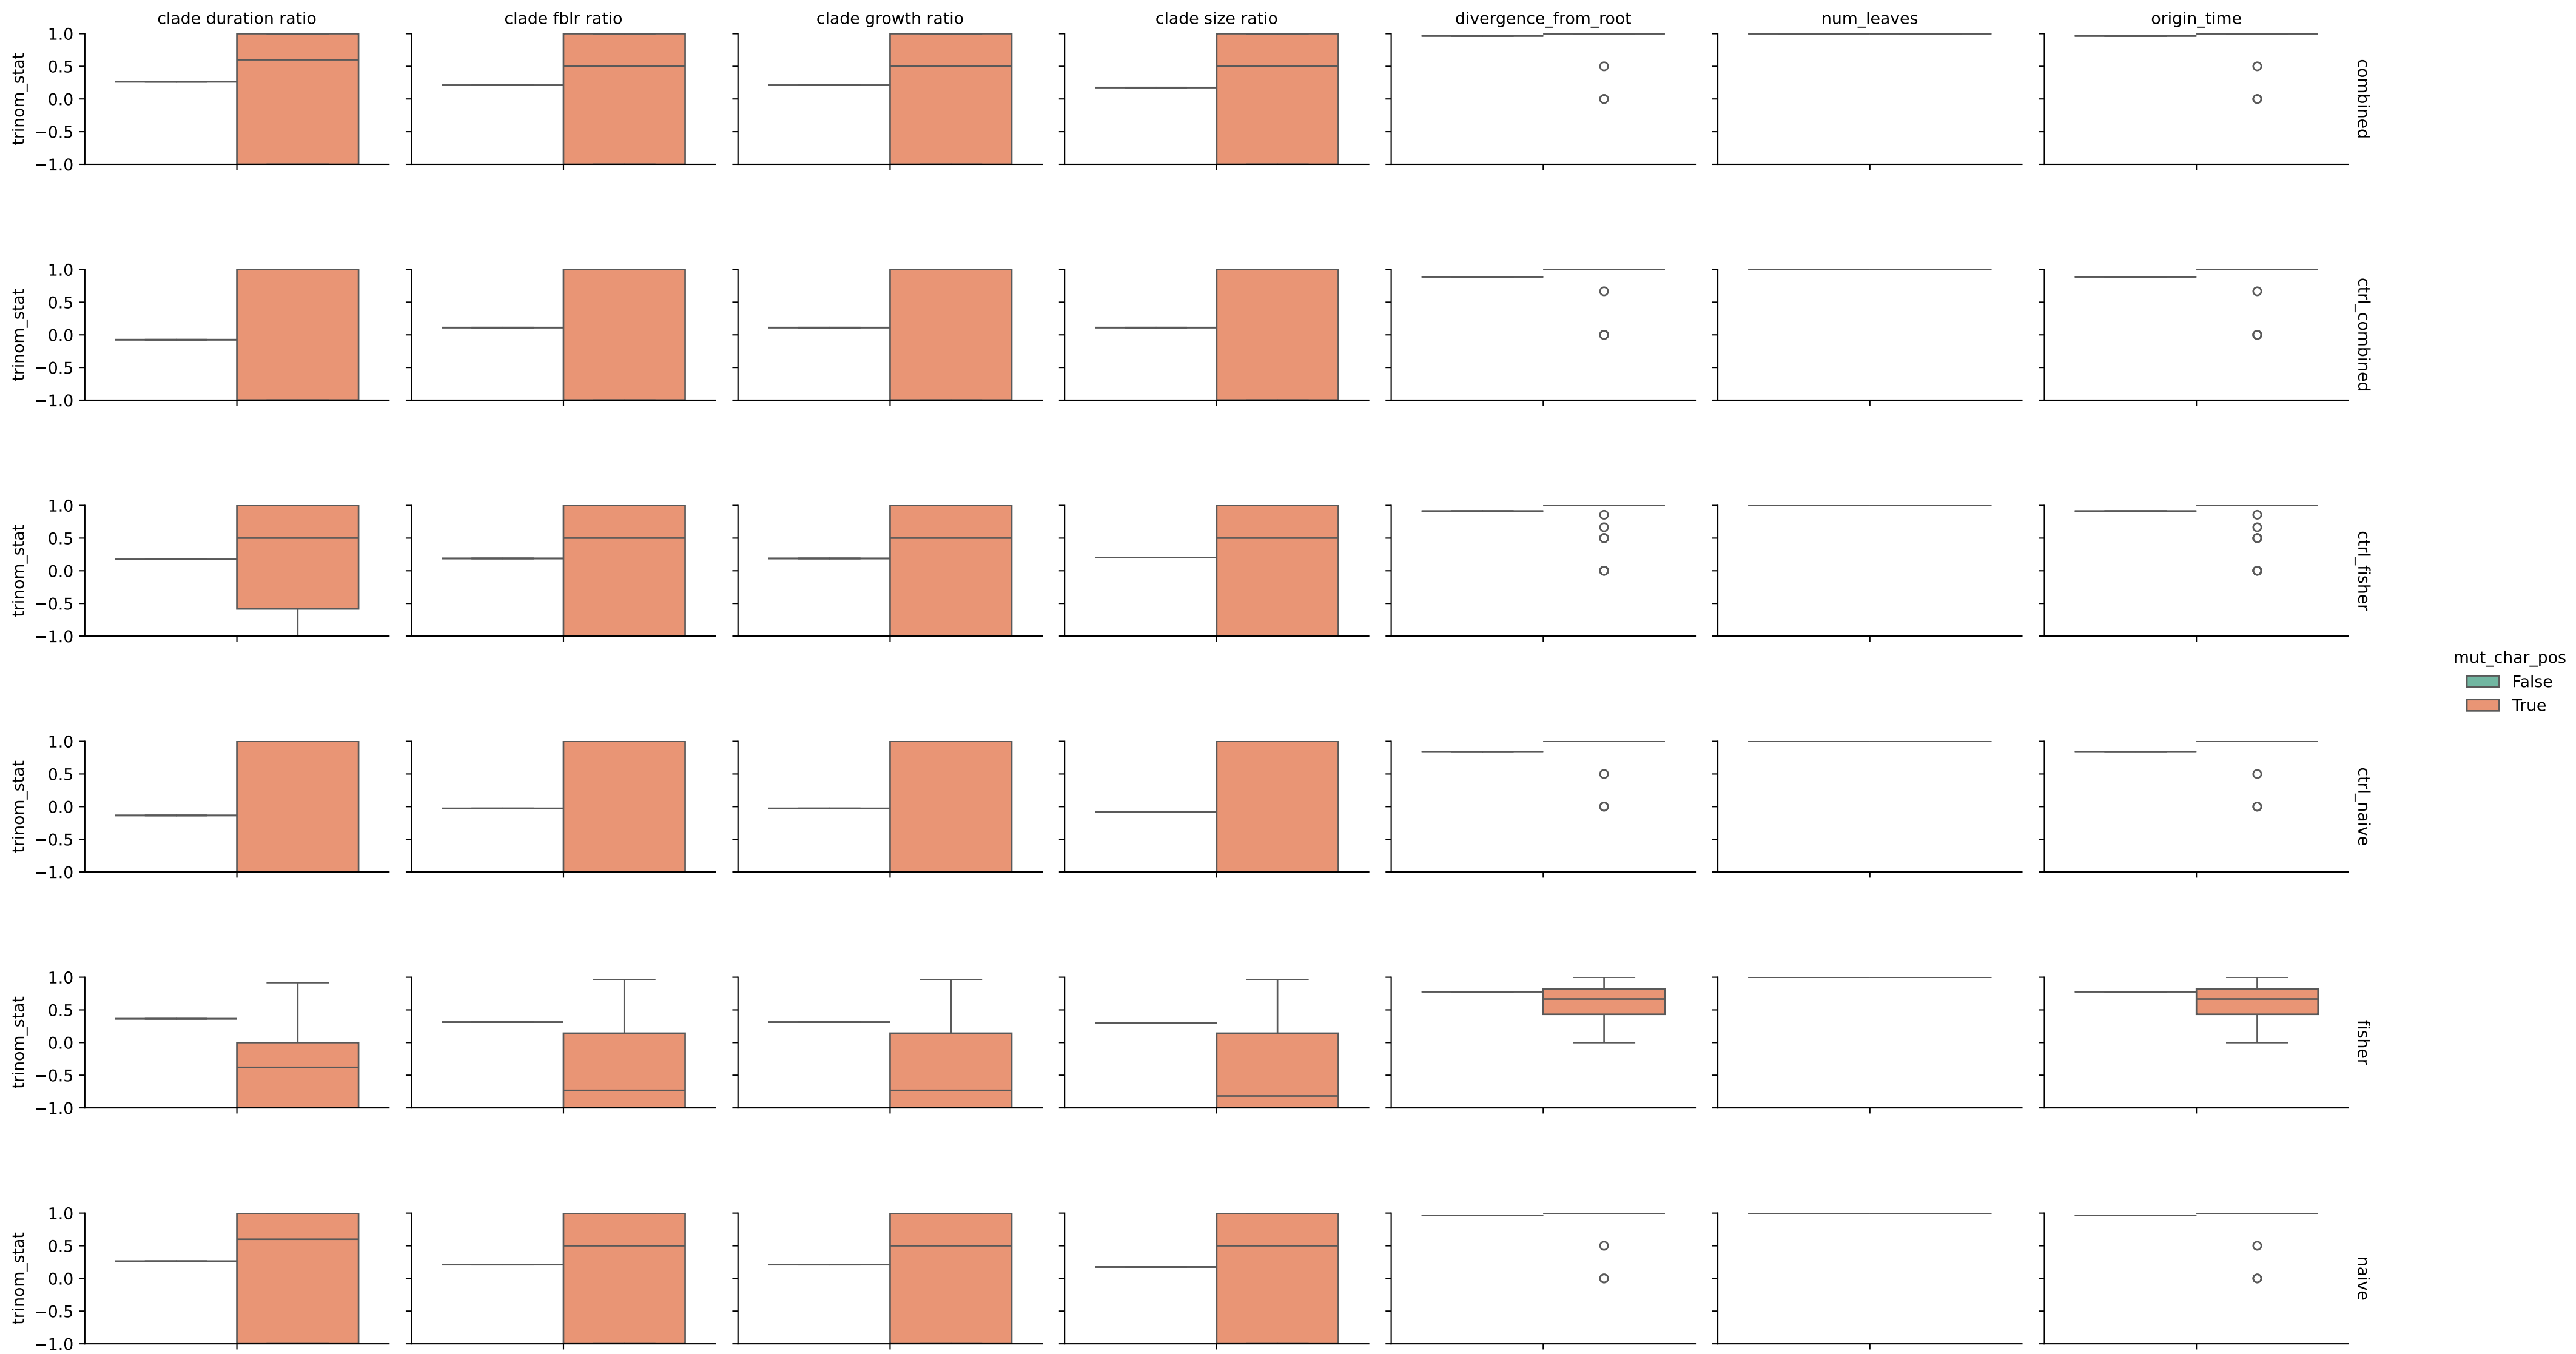 clade duration ratio clade fblr ratio clade growth ratio clade size ratio divergence_from_root num_leaves origin_time
trinom_stat
1.0
0.5
0.0
−0.5
−1.0
combined
trinom_stat
1.0
0.5
0.0
−0.5
−1.0
ctrl_combined
trinom_stat
1.0
0.5
0.0
−0.5
−1.0
ctrl_fisher
mut_char_pos
False
True
trinom_stat
1.0
0.5
0.0
−0.5
−1.0
ctrl_naive
trinom_stat
1.0
0.5
0.0
−0.5
−1.0
fisher
trinom_stat
1.0
0.5
0.0
−0.5
−1.0
naive